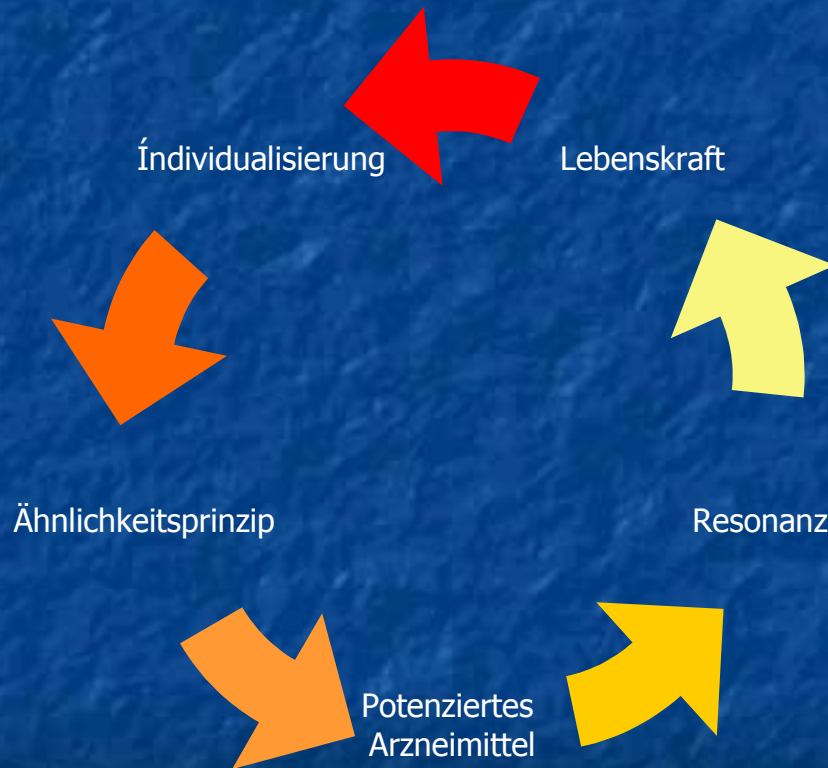 Índividualisierung
Lebenskraft
Ähnlichkeitsprinzip
Resonanz
Potenziertes
Arzneimittel